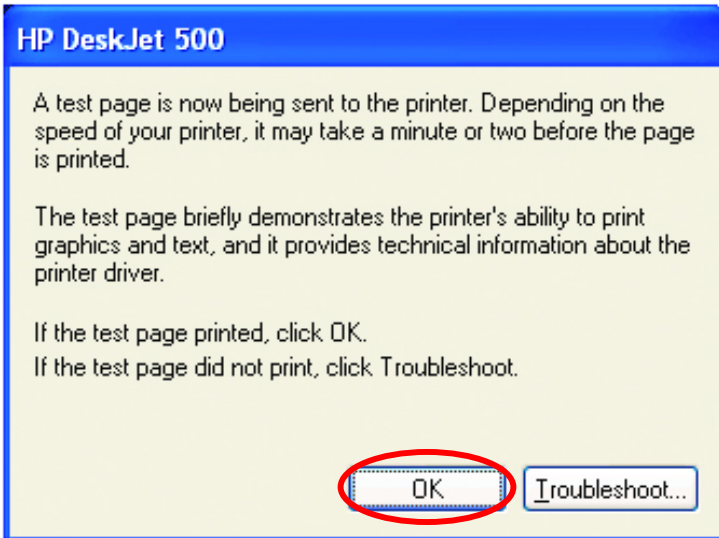 HP DeskJet 500
A test page is now being sent to the printer. Depending on the
speed of your printer, it may take a minute or two before the page
is printed.
The test page briefly demonstrates the printer's ability to print
graphics and text, and it provides technical information about the
printer driver.
If the test page printed, click OK.
If the test page did not print, click Troubleshoot.
OK Troubleshoot...